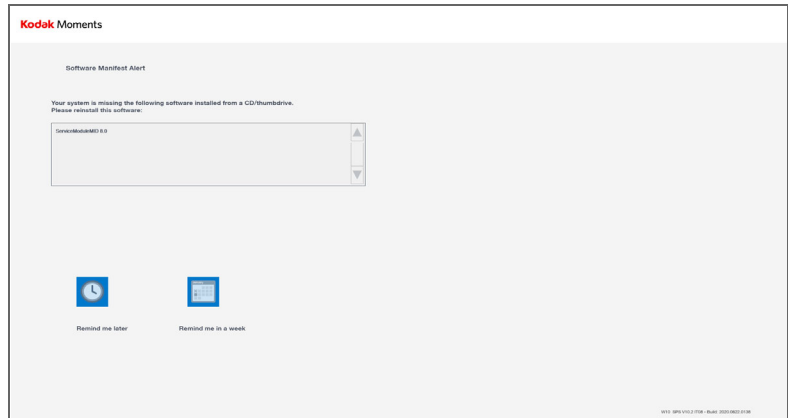 Kodak Moments
Software Manifest Alert
Your system is missing the following software installed from a CD/thumbdrive.
Please reinstall this software:
ServiceModuleMID 8.0
Remind me later
Remind me in a week